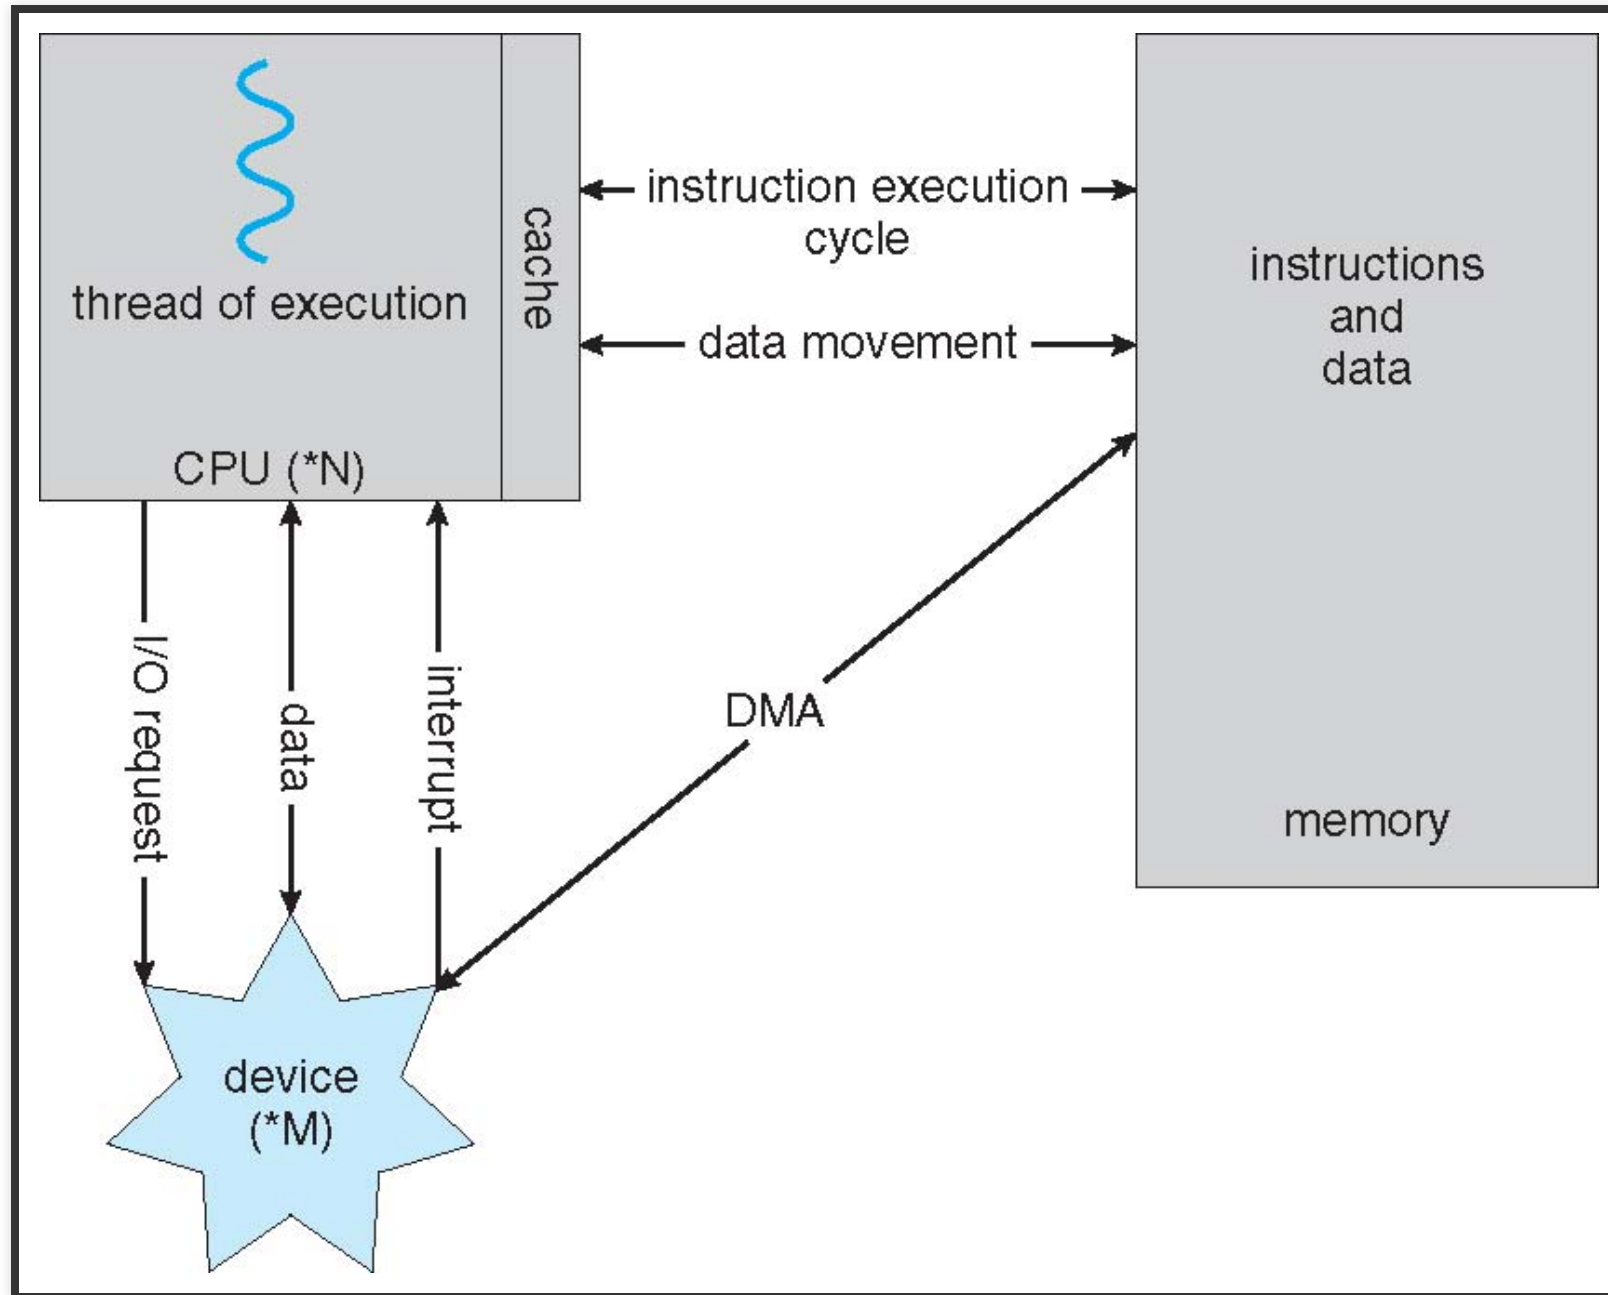 thread of execution
CPU (*N)
cache
instruction execution
cycle
data movement
instructions
and
data
memory
I/O request
data
interrupt
DMA
device
(*M)